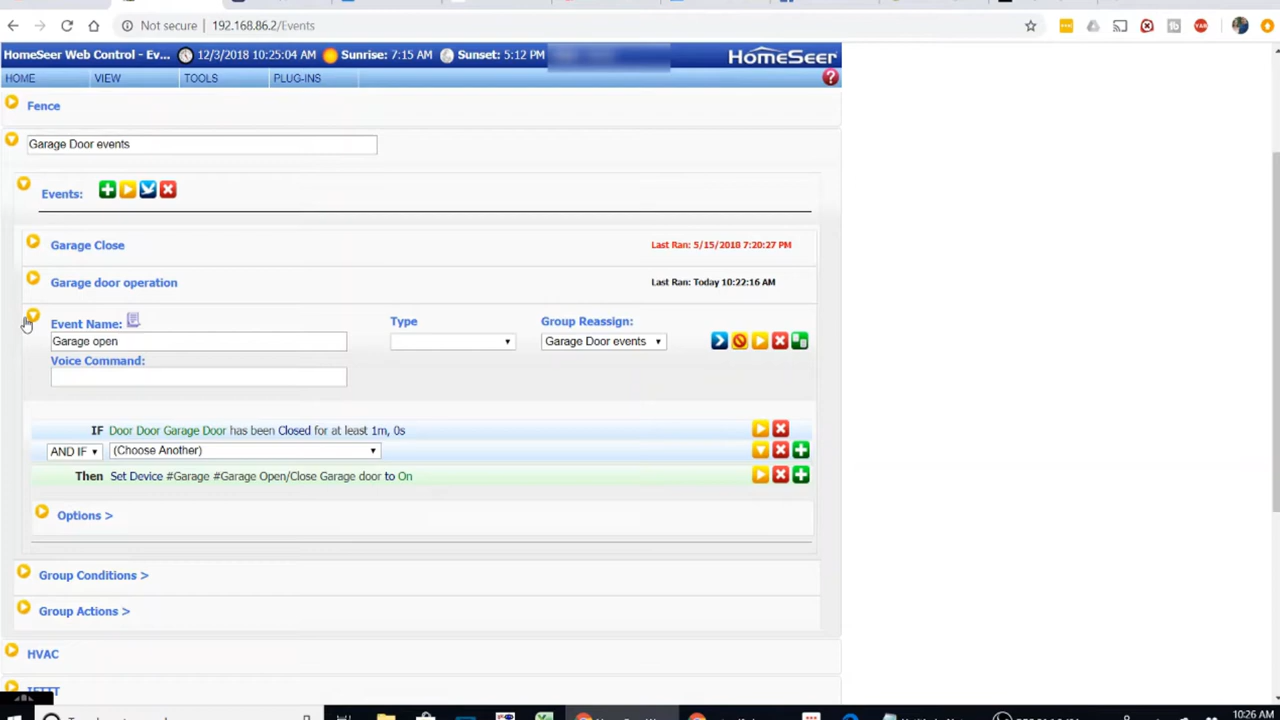 Not secure | 192.168.86.2/Events
HomeSeer Web Control - Ev... 12/3/2018 10:25:04 AM Sunrise: 7:15 AM Sunset: 5:12 PM HomeSeer
HOME VIEW TOOLS PLUG-INS ?
Fence
Garage Door events
Events:
Garage Close Last Ran: 5/15/2018 7:20:27 PM
Garage door operation Last Ran: Today 10:22:16 AM
Event Name: Type Group Reassign:
Garage open Garage Door events
Voice Command:
IF Door Door Garage Door has been Closed for at least 1m, 0s
AND IF (Choose Another)
Then Set Device #Garage #Garage Open/Close Garage door to On
Options >
Group Conditions >
Group Actions >
HVAC
IFTTT
10:26 AM